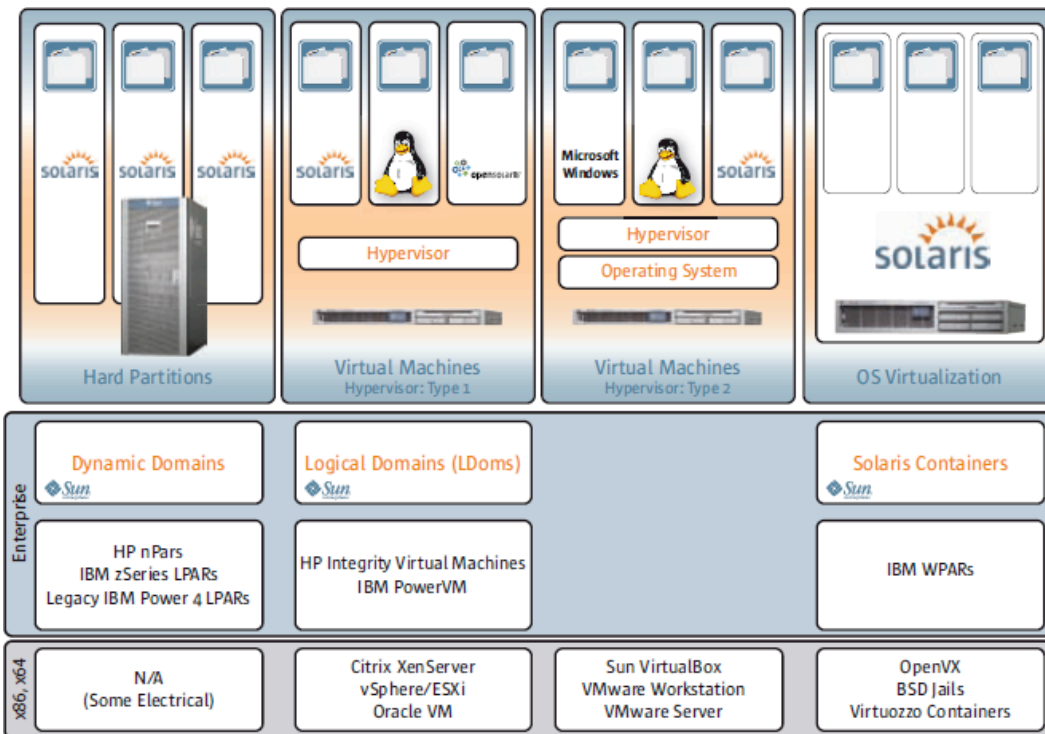 solaris
solaris
solaris
Hard Partitions
solaris
opensolaris
Hypervisor
Virtual Machines
Hypervisor: Type 1
Microsoft
Windows
solaris
Hypervisor
Operating System
Virtual Machines
Hypervisor: Type 2
solaris
OS Virtualization
Enterprise
Dynamic Domains
Sun
Logical Domains (LDoms)
Sun
Solaris Containers
Sun
HP nPars
IBM zSeries LPARs
Legacy IBM Power 4 LPARs
HP Integrity Virtual Machines
IBM PowerVM
IBM WPARs
x86, x64
N/A
(Some Electrical)
Citrix XenServer
vSphere/ESXi
Oracle VM
Sun VirtualBox
VMware Workstation
VMware Server
OpenVX
BSD Jails
Virtuozzo Containers